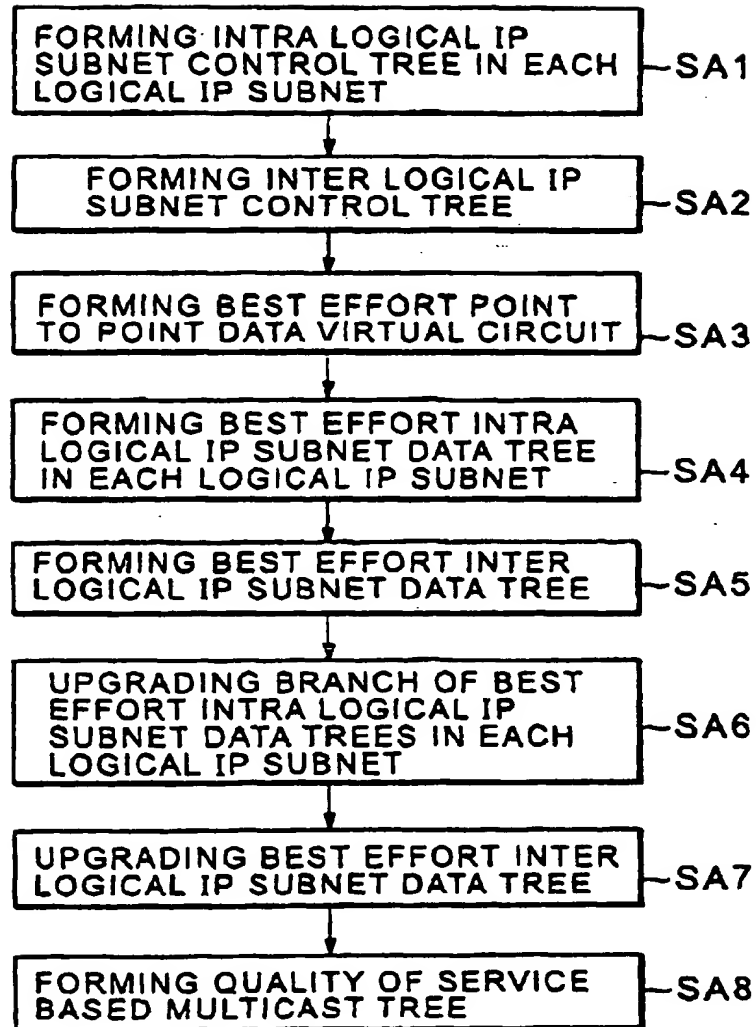 FORMING INTRA LOGICAL IP
SUBNET CONTROL TREE IN EACH
LOGICAL IP SUBNET
SA1
FORMING INTER LOGICAL IP
SUBNET CONTROL TREE
SA2
FORMING BEST EFFORT POINT
TO POINT DATA VIRTUAL CIRCUIT
SA3
FORMING BEST EFFORT INTRA
LOGICAL IP SUBNET DATA TREE
IN EACH LOGICAL IP SUBNET
SA4
FORMING BEST EFFORT INTER
LOGICAL IP SUBNET DATA TREE
SA5
UPGRADING BRANCH OF BEST
EFFORT INTRA LOGICAL IP
SUBNET DATA TREES IN EACH
LOGICAL IP SUBNET
SA6
UPGRADING BEST EFFORT INTER
LOGICAL IP SUBNET DATA TREE
SA7
FORMING QUALITY OF SERVICE
BASED MULTICAST TREE
SA8